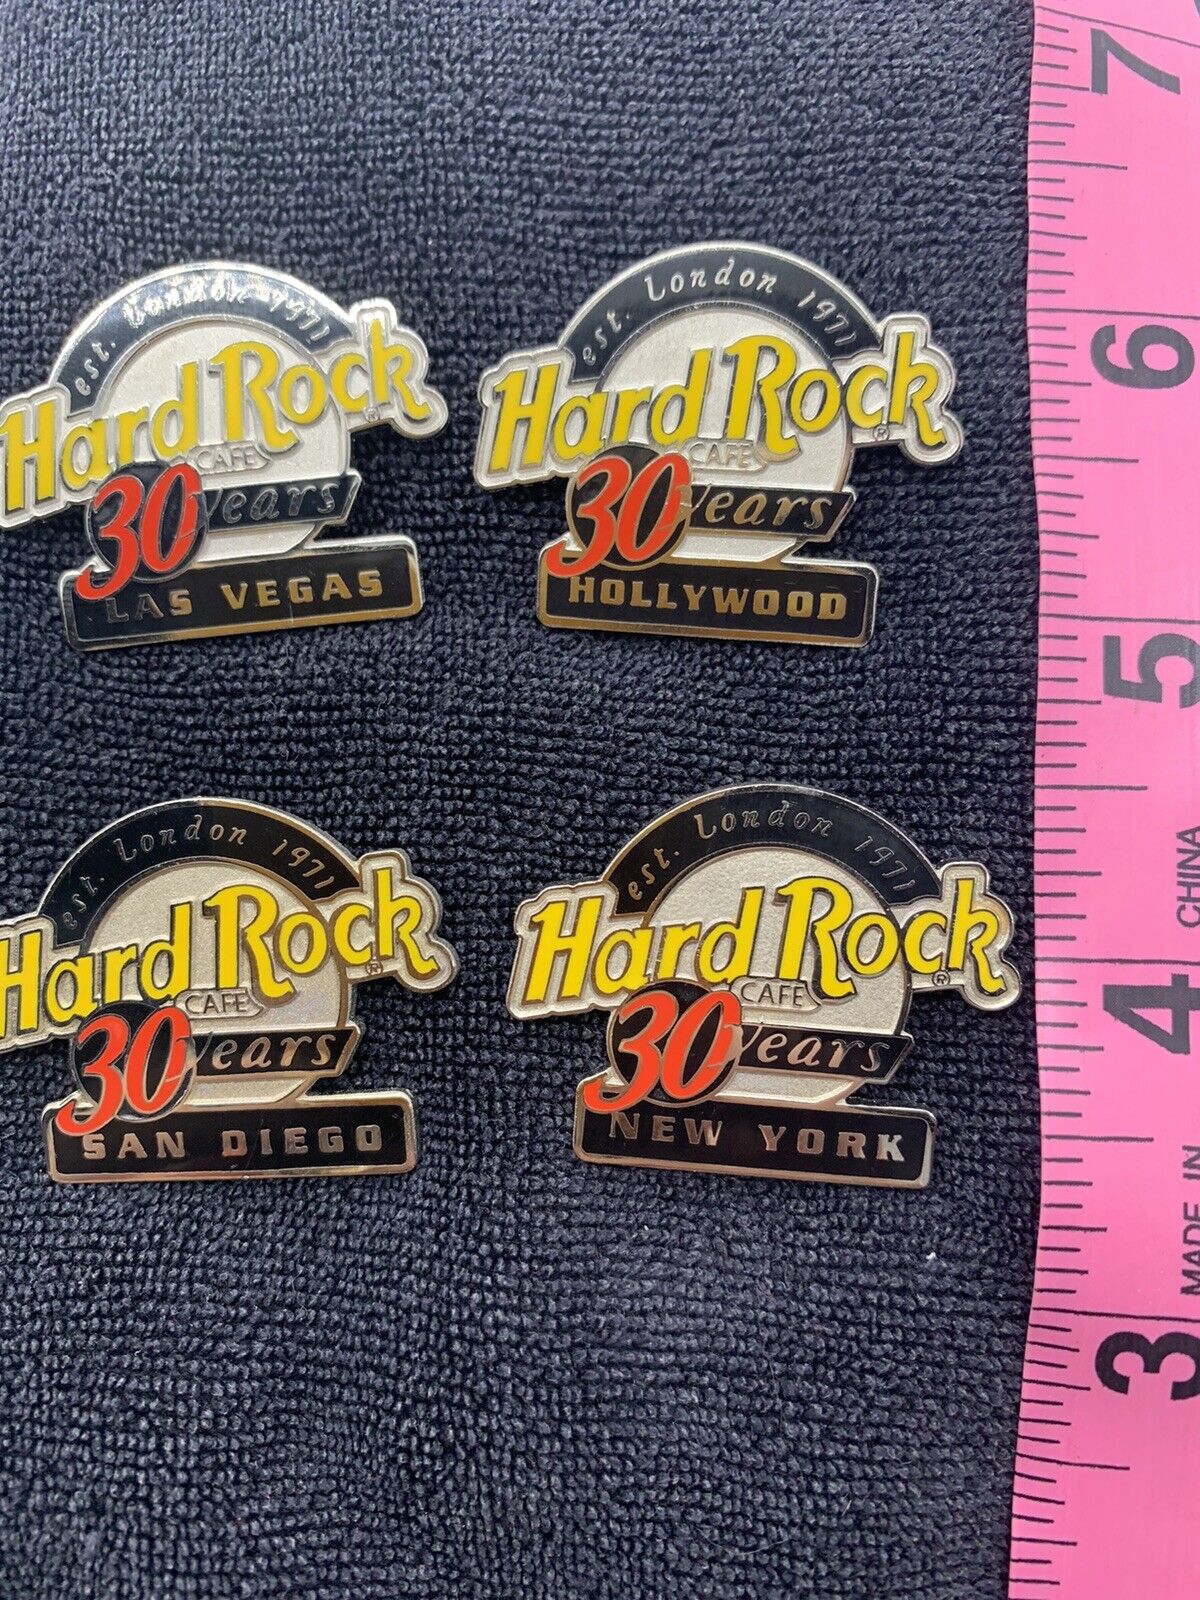 est. London 1971
Hard Rock ®
CAFE
30 Years
LAS VEGAS
est. London 1971
Hard Rock ®
CAFE
30 Years
HOLLYWOOD
est. London 1971
Hard Rock ®
CAFE
30 Years
SAN DIEGO
est. London 1971
Hard Rock ®
CAFE
30 Years
NEW YORK
7
6
5
4
3
MADE IN CHINA